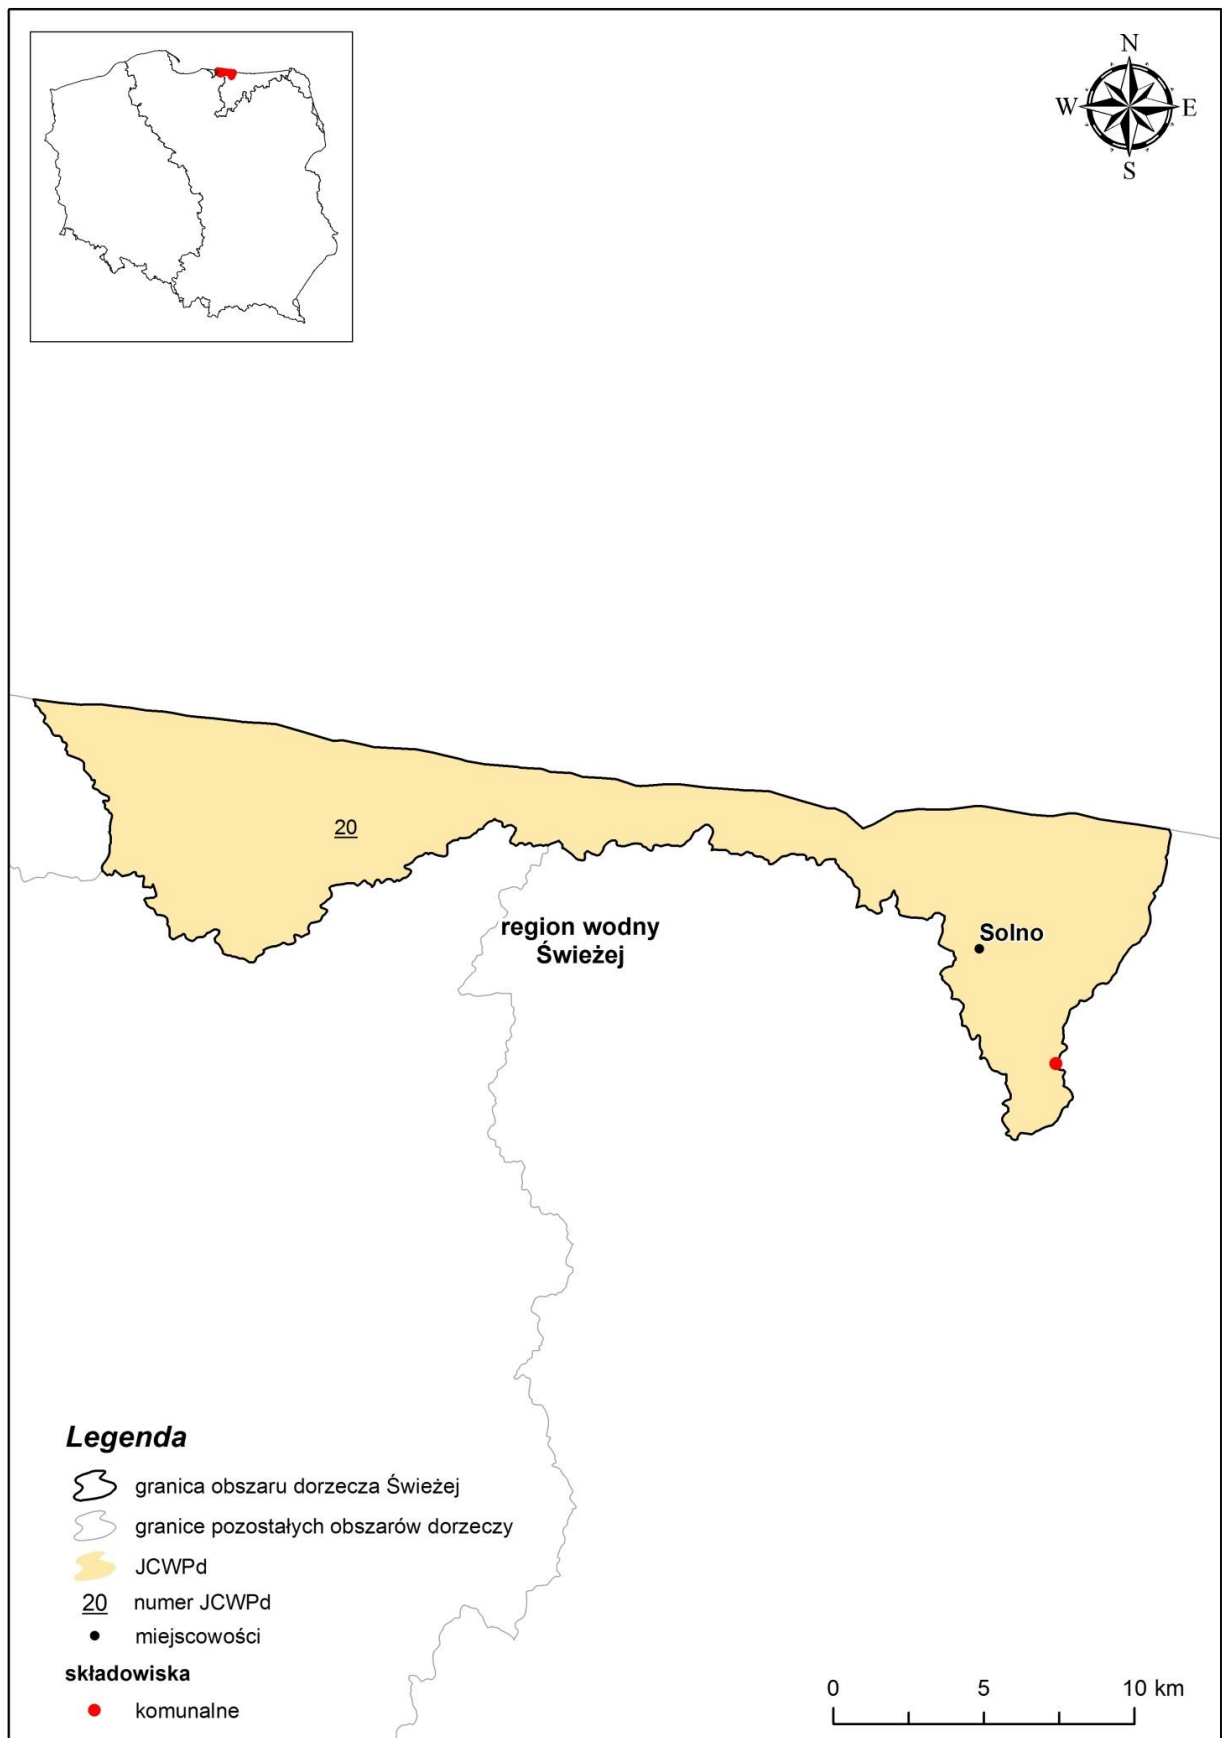 N
W
E
S
20
region wodny
Świeżej
Solno
Legenda
granica obszaru dorzecza Świeżej
granice pozostałych obszarów dorzeczy
JCWPd
20 numer JCWPd
miejscowości
składowiska
komunalne
0 5 10 km